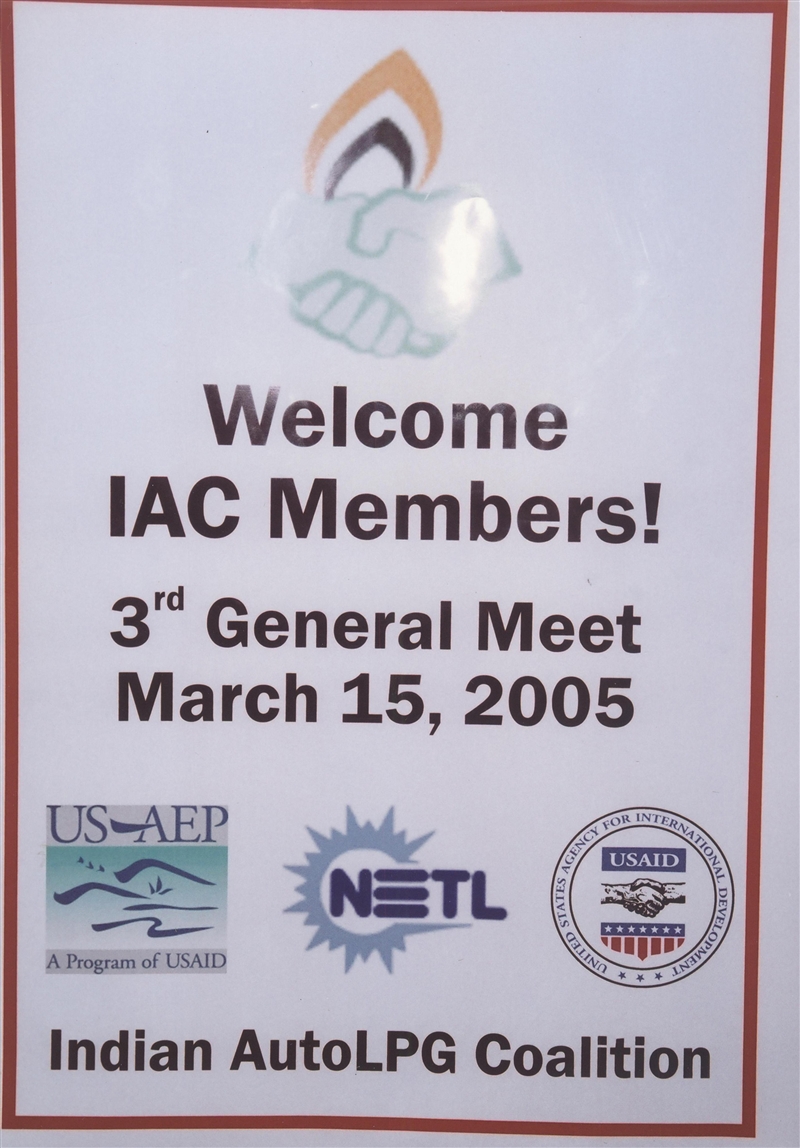 Welcome
IAC Members!
3rd General Meet
March 15, 2005
US-AEP
A Program of USAID
NETL
UNITED STATES AGENCY FOR INTERNATIONAL DEVELOPMENT
USAID
Indian AutoLPG Coalition